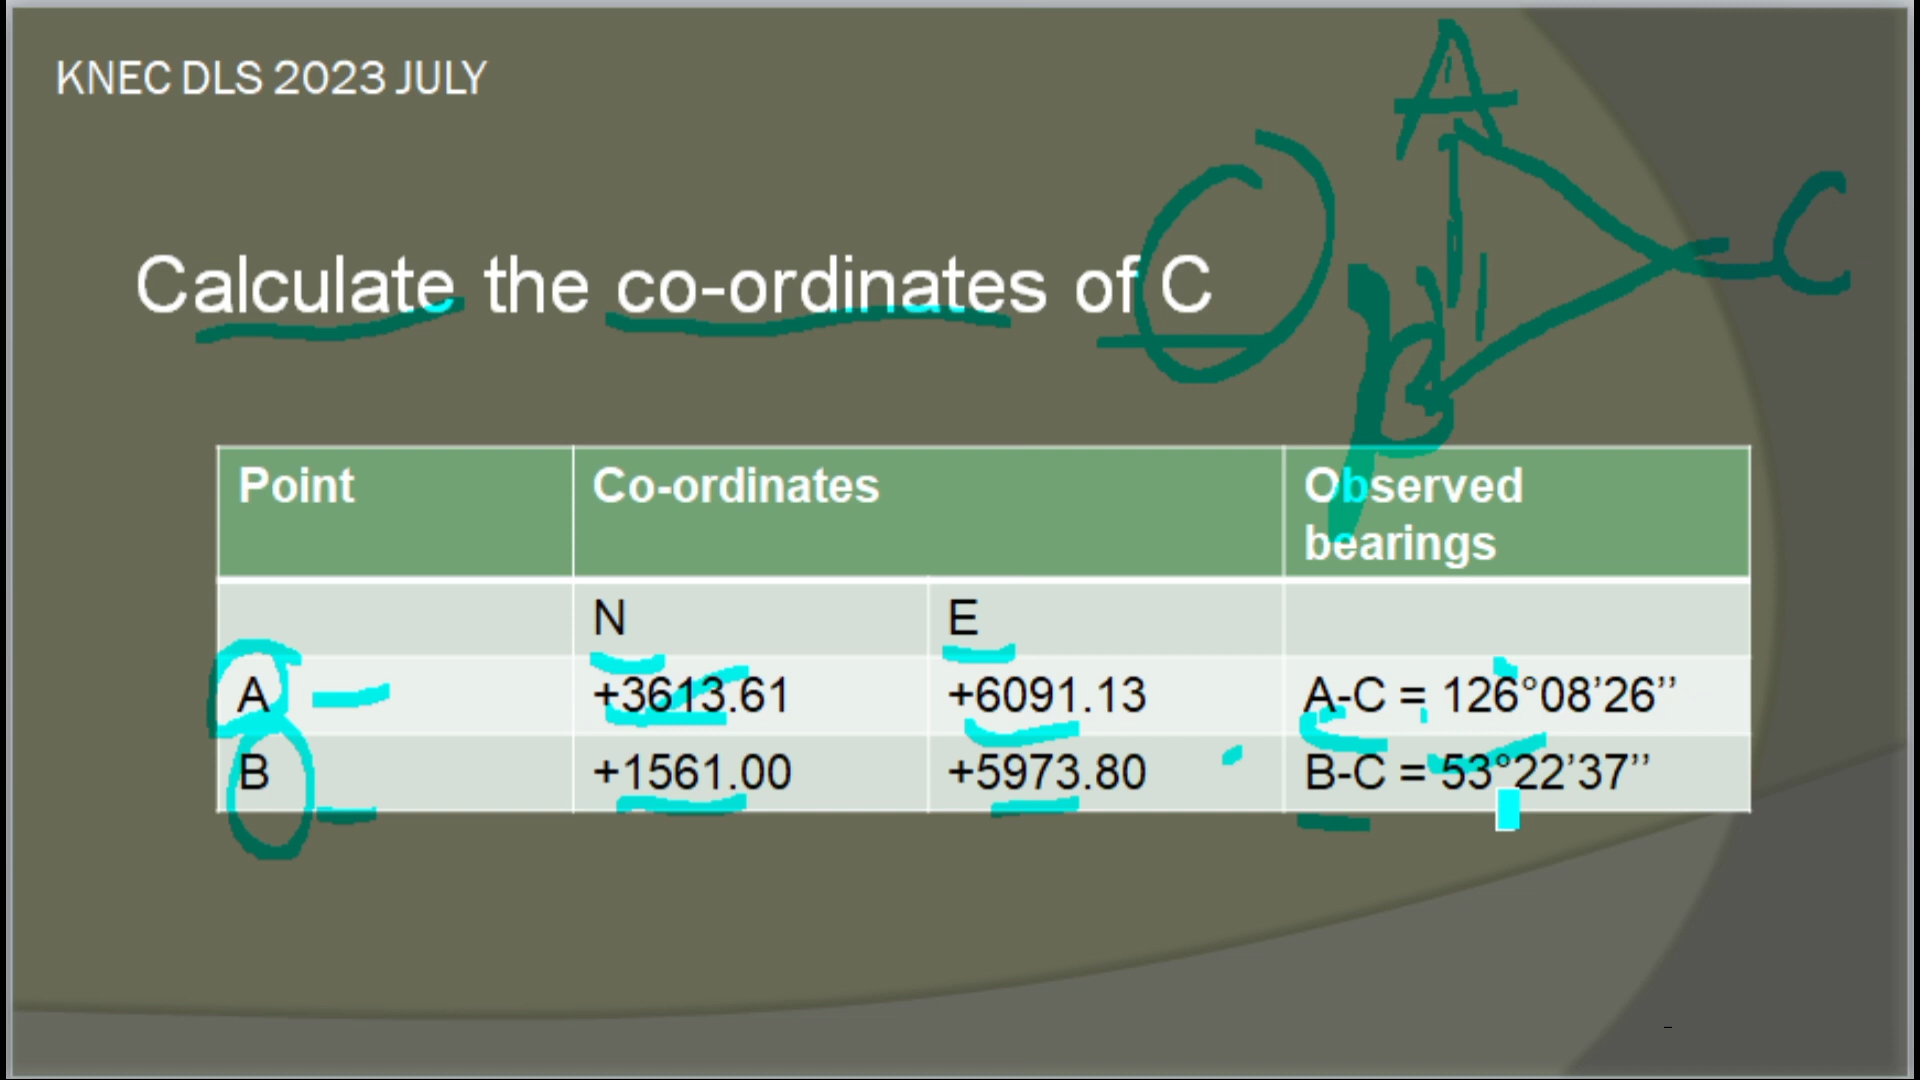 KNEC DLS 2023 JULY
A
C
B
Calculate the co-ordinates of C
Point Co-ordinates Observed bearings
N E
A +3613.61 +6091.13 A-C = 126°08’26’’
B +1561.00 +5973.80 B-C = 53°22’37’’